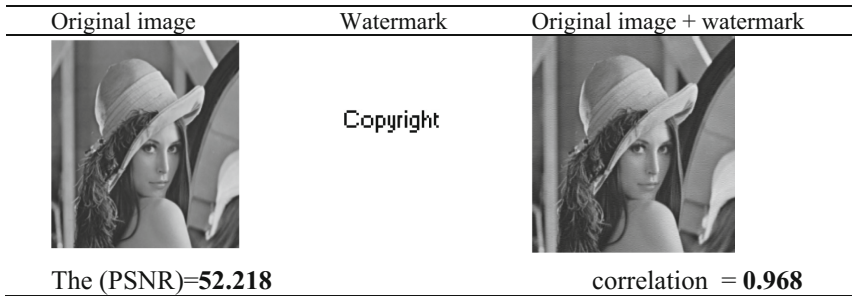 Original image Watermark Original image + watermark
Copyright
The (PSNR)=52.218 correlation = 0.968